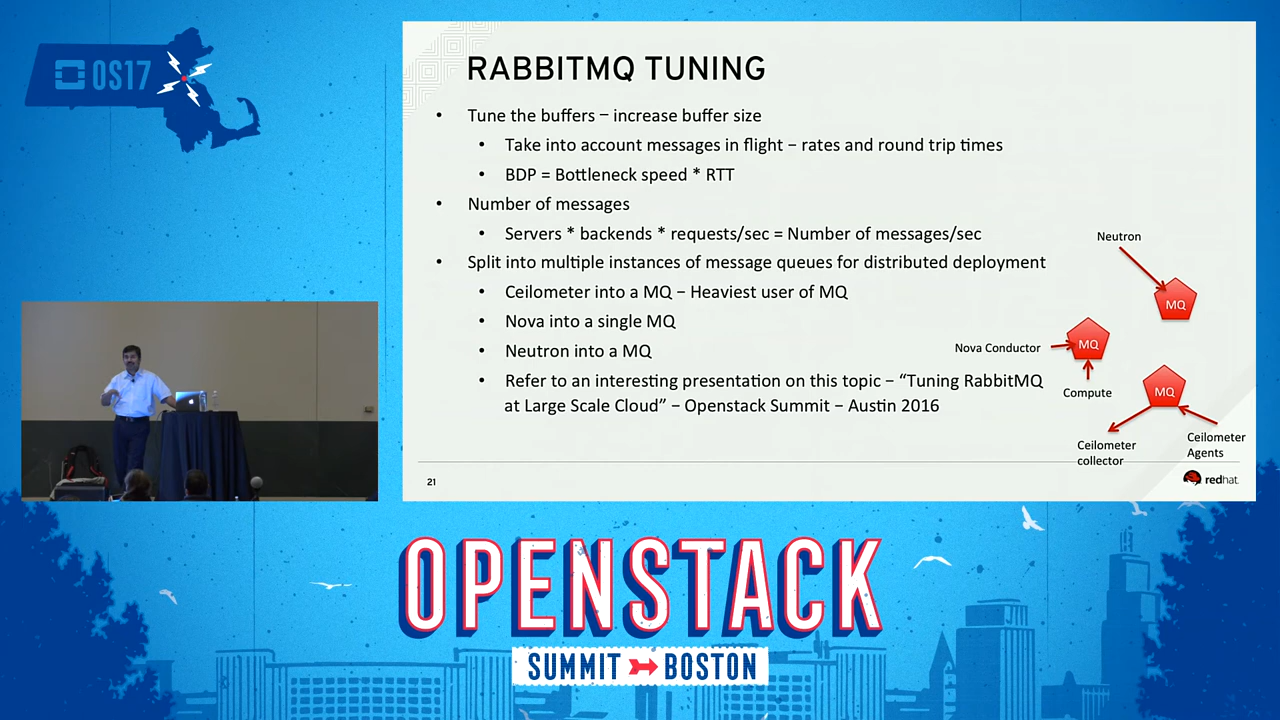 OS17
RABBITMQ TUNING
• Tune the buffers – increase buffer size
• Take into account messages in flight – rates and round trip times
• BDP = Bottleneck speed * RTT
• Number of messages
• Servers * backends * requests/sec = Number of messages/sec
• Split into multiple instances of message queues for distributed deployment
• Ceilometer into a MQ – Heaviest user of MQ
• Nova into a single MQ
• Neutron into a MQ
• Refer to an interesting presentation on this topic – “Tuning RabbitMQ
at Large Scale Cloud” – Openstack Summit – Austin 2016
Neutron
MQ
Nova Conductor
MQ
Compute
MQ
Ceilometer
collector
Ceilometer
Agents
21
redhat.
OPENSTACK
SUMMIT BOSTON